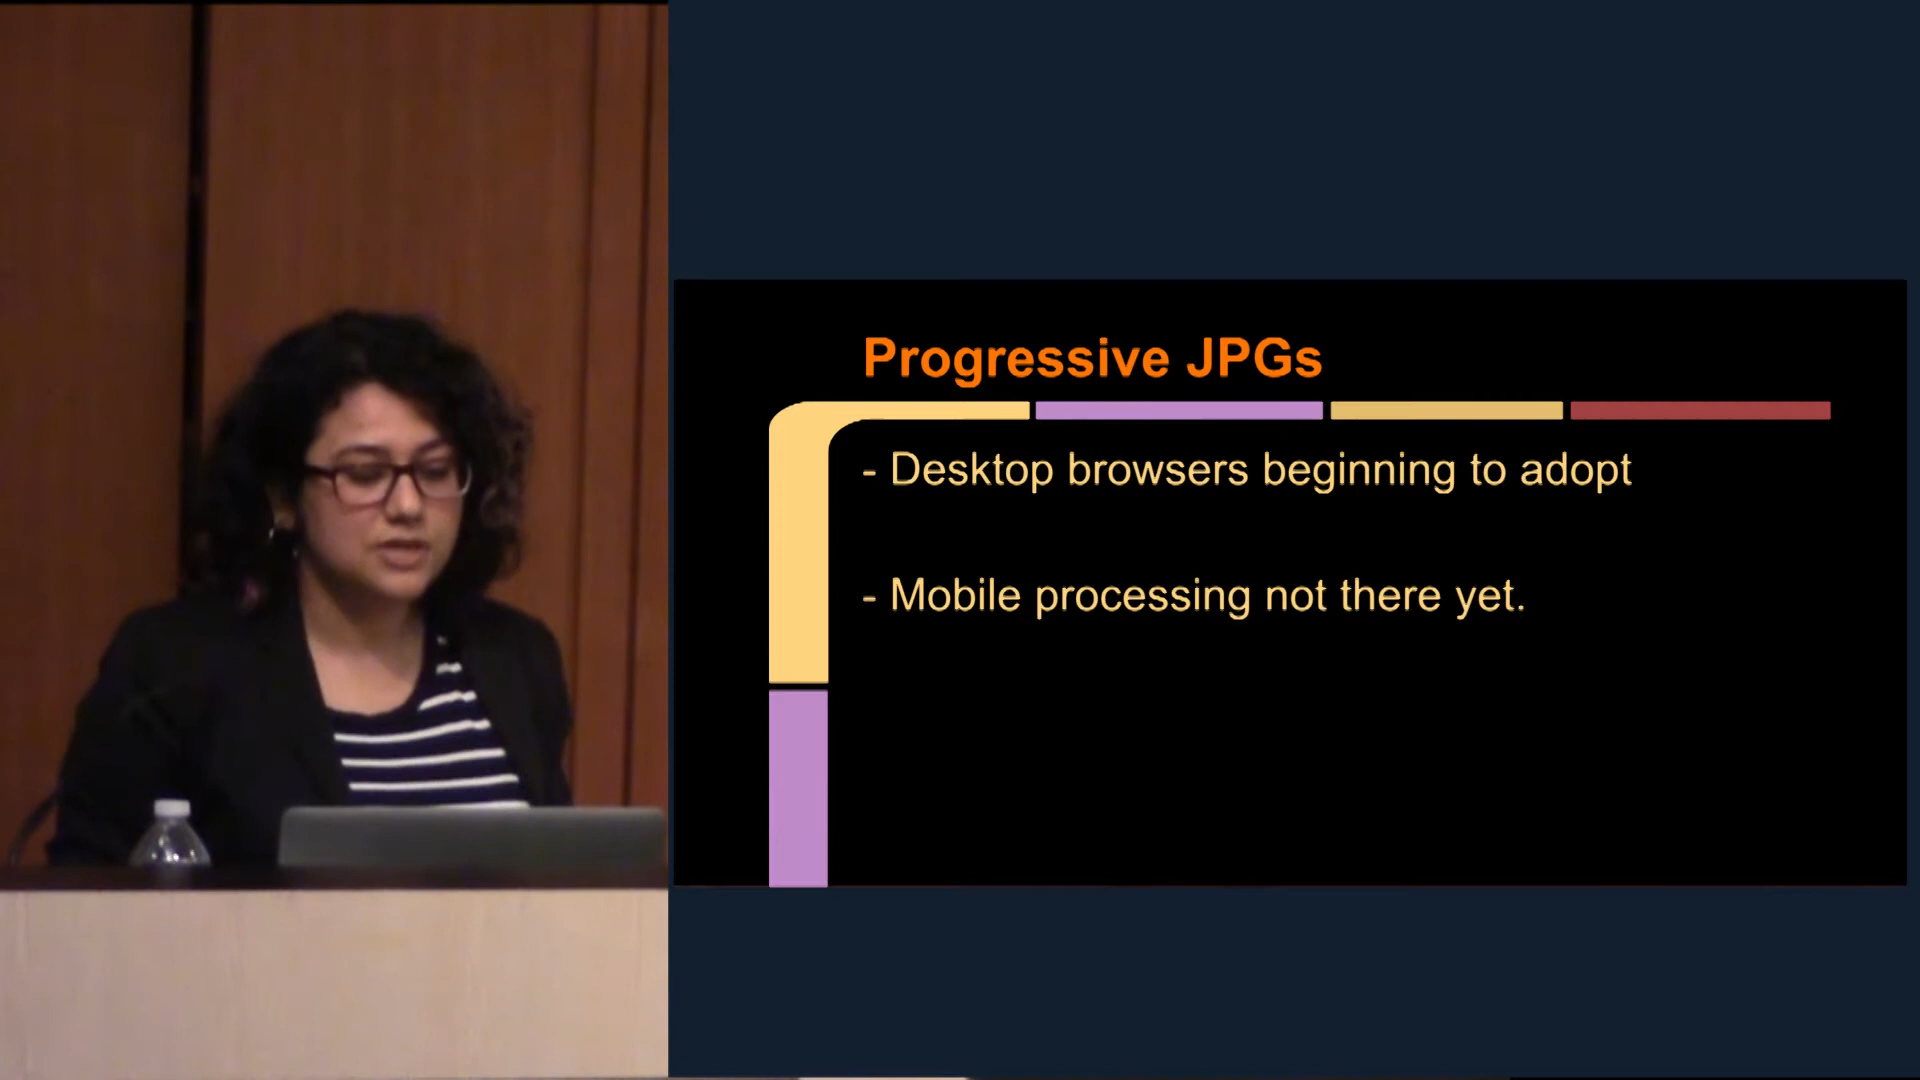 Progressive JPGs
- Desktop browsers beginning to adopt
- Mobile processing not there yet.